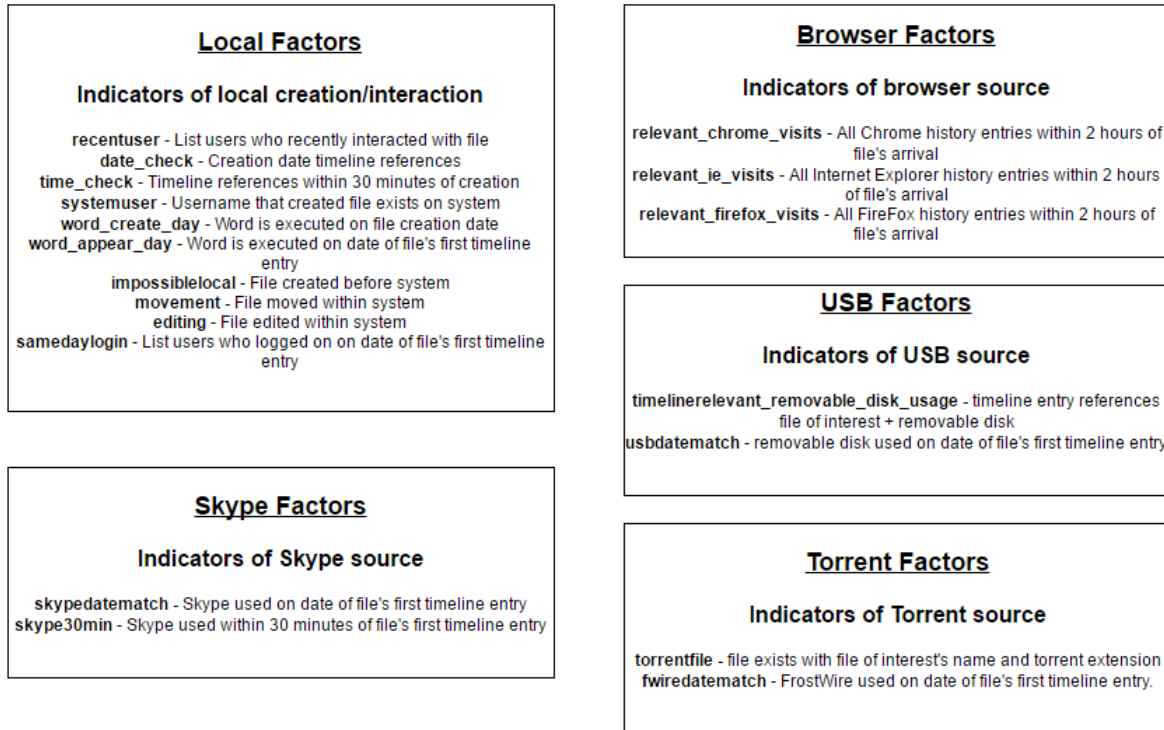 Local Factors
Indicators of local creation/interaction
recentuser - List users who recently interacted with file
date_check - Creation date timeline references
time_check - Timeline references within 30 minutes of creation
systemuser - Username that created file exists on system
word_create_day - Word is executed on file creation date
word_appear_day - Word is executed on date of file's first timeline
entry
impossiblelocal - File created before system
movement - File moved within system
editing - File edited within system
samedaylogin - List users who logged on on date of file's first timeline
entry
Skype Factors
Indicators of Skype source
skypedatematch - Skype used on date of file's first timeline entry
skype30min - Skype used within 30 minutes of file's first timeline entry
Browser Factors
Indicators of browser source
relevant_chrome_visits - All Chrome history entries within 2 hours of
file's arrival
relevant_ie_visits - All Internet Explorer history entries within 2 hours
of file's arrival
relevant_firefox_visits - All FireFox history entries within 2 hours of
file's arrival
USB Factors
Indicators of USB source
timelinerelevant_removable_disk_usage - timeline entry references
file of interest + removable disk
usbdatematch - removable disk used on date of file's first timeline entry
Torrent Factors
Indicators of Torrent source
torrentfile - file exists with file of interest's name and torrent extension
fwiredatematch - FrostWire used on date of file's first timeline entry.